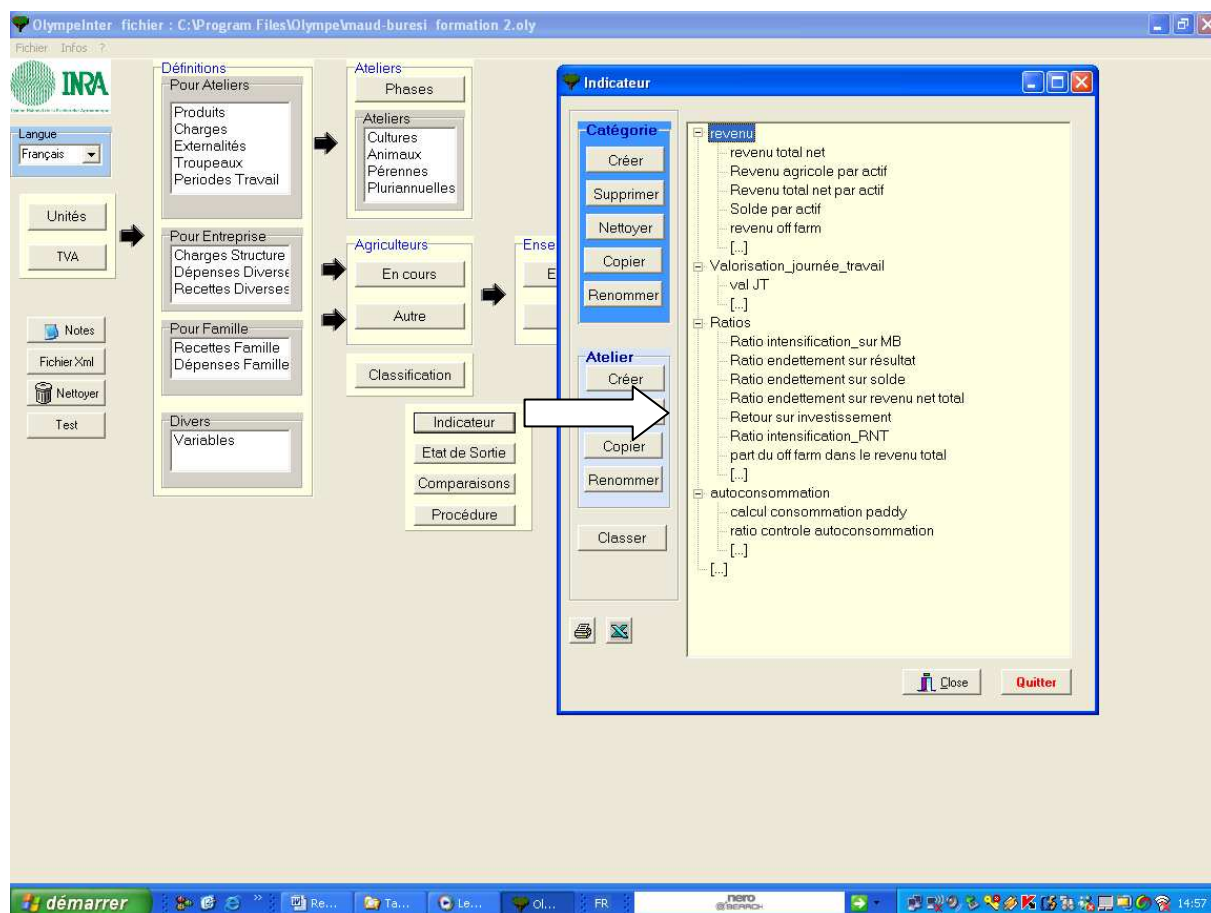 OlympeInter fichier : C:\Program Files\Olympe\maud-buresi formation 2.oly
Fichier Infos ?
INRA
Langue
Français
Unités
TVA
Notes
Fichier Xml
Nettoyer
Test
Définitions
Pour Ateliers
Produits
Charges
Externalités
Troupeaux
Periodes Travail
Pour Entreprise
Charges Structure
Dépenses Diverse
Recettes Diverses
Pour Famille
Recettes Famille
Dépenses Famille
Divers
Variables
Ateliers
Phases
Ateliers
Cultures
Animaux
Pérennes
Pluriannuelles
Agriculteurs
En cours
Autre
Classification
Ense
E
Indicateur
Etat de Sortie
Comparaisons
Procédure
Indicateur
Catégorie
Créer
Supprimer
Nettoyer
Copier
Renommer
Atelier
Créer
Copier
Renommer
Classer
revenu
revenu total net
Revenu agricole par actif
Revenu total net par actif
Solde par actif
revenu off farm
[...]
Valorisation_journée_travail
val JT
[...]
Ratios
Ratio intensification_sur MB
Ratio endettement sur résultat
Ratio endettement sur solde
Ratio endettement sur revenu net total
Retour sur investissement
Ratio intensification_RNT
part du off farm dans le revenu total
[...]
autoconsommation
calcul consommation paddy
ratio controle autoconsommation
[...]
[...]
Close
Quitter
démarrer
»
Re...
Ta...
Le...
Ol...
FR
nero
SEARCH
14:57